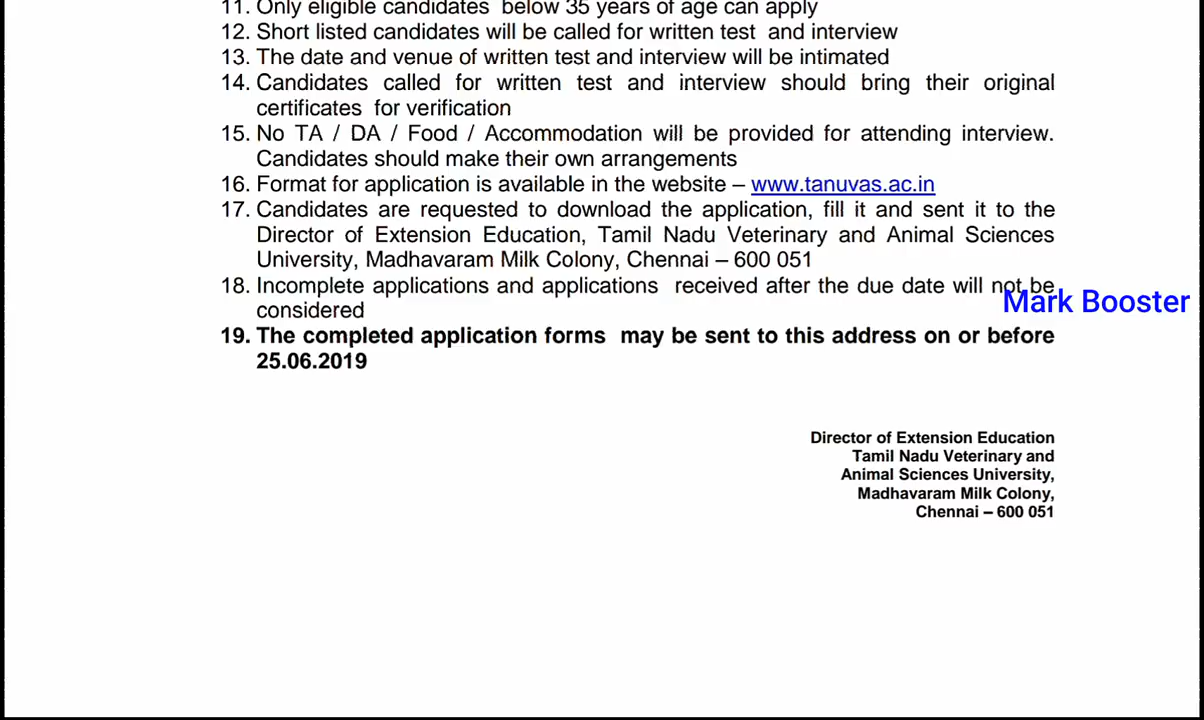 11. Only eligible candidates below 35 years of age can apply
12. Short listed candidates will be called for written test and interview
13. The date and venue of written test and interview will be intimated
14. Candidates called for written test and interview should bring their original
certificates for verification
15. No TA / DA / Food / Accommodation will be provided for attending interview.
Candidates should make their own arrangements
16. Format for application is available in the website – www.tanuvas.ac.in
17. Candidates are requested to download the application, fill it and sent it to the
Director of Extension Education, Tamil Nadu Veterinary and Animal Sciences
University, Madhavaram Milk Colony, Chennai – 600 051
18. Incomplete applications and applications received after the due date will not be
considered
Mark Booster
19. The completed application forms may be sent to this address on or before
25.06.2019
Director of Extension Education
Tamil Nadu Veterinary and
Animal Sciences University,
Madhavaram Milk Colony,
Chennai – 600 051